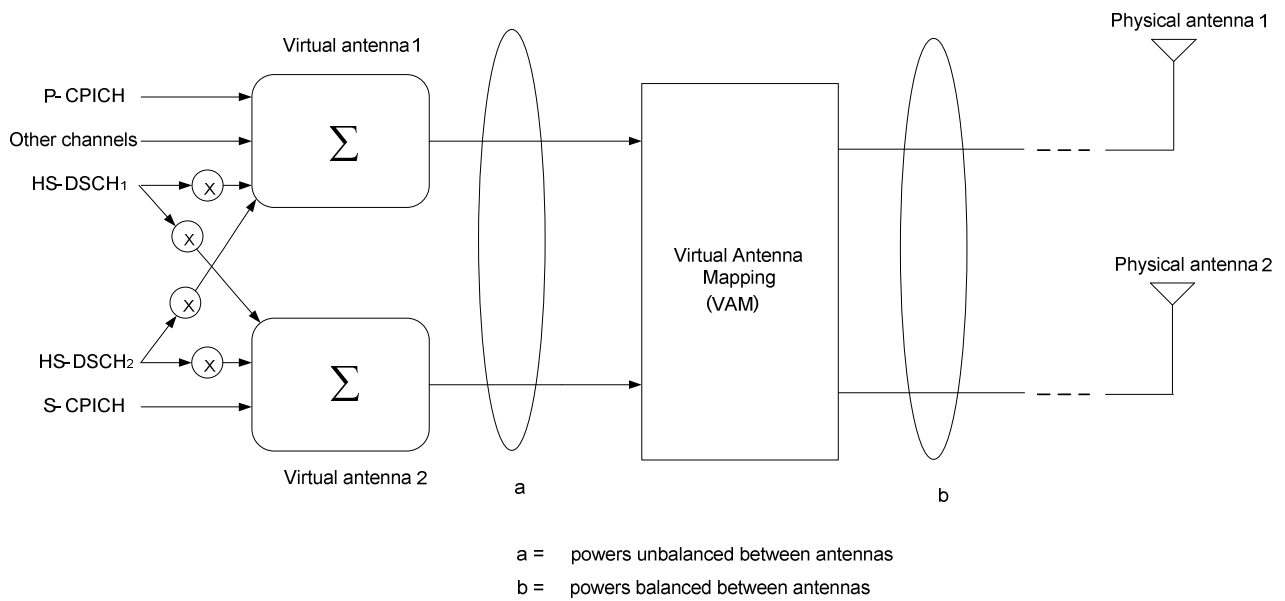 Physical antenna 1
Virtual antenna 1
P-CPICH
Other channels
Σ
HS-DSCH1
X
X
Physical antenna 2
Virtual Antenna
Mapping
(VAM)
X
HS-DSCH2
X
Σ
S-CPICH
Virtual antenna 2
a
b
a = powers unbalanced between antennas
b = powers balanced between antennas